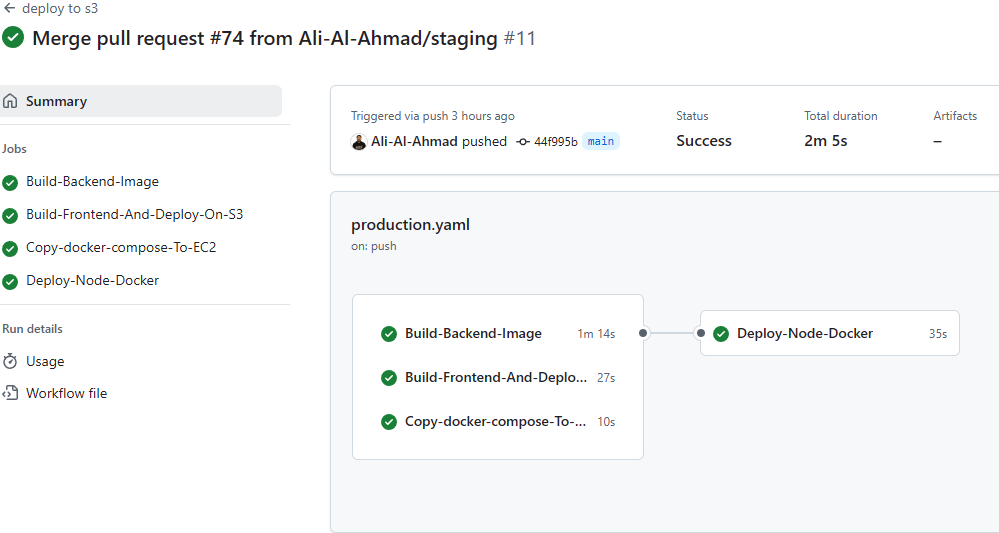 deploy to s3
Merge pull request #74 from Ali-Al-Ahmad/staging #11
Summary
Jobs
Build-Backend-Image
Build-Frontend-And-Deploy-On-S3
Copy-docker-compose-To-EC2
Deploy-Node-Docker
Run details
Usage
Workflow file
Triggered via push 3 hours ago
Ali-Al-Ahmad pushed 44f995b main
Status
Success
Total duration
2m 5s
Artifacts
–
production.yaml
on: push
Build-Backend-Image 1m 14s
Build-Frontend-And-Deplo... 27s
Copy-docker-compose-To-... 10s
Deploy-Node-Docker 35s